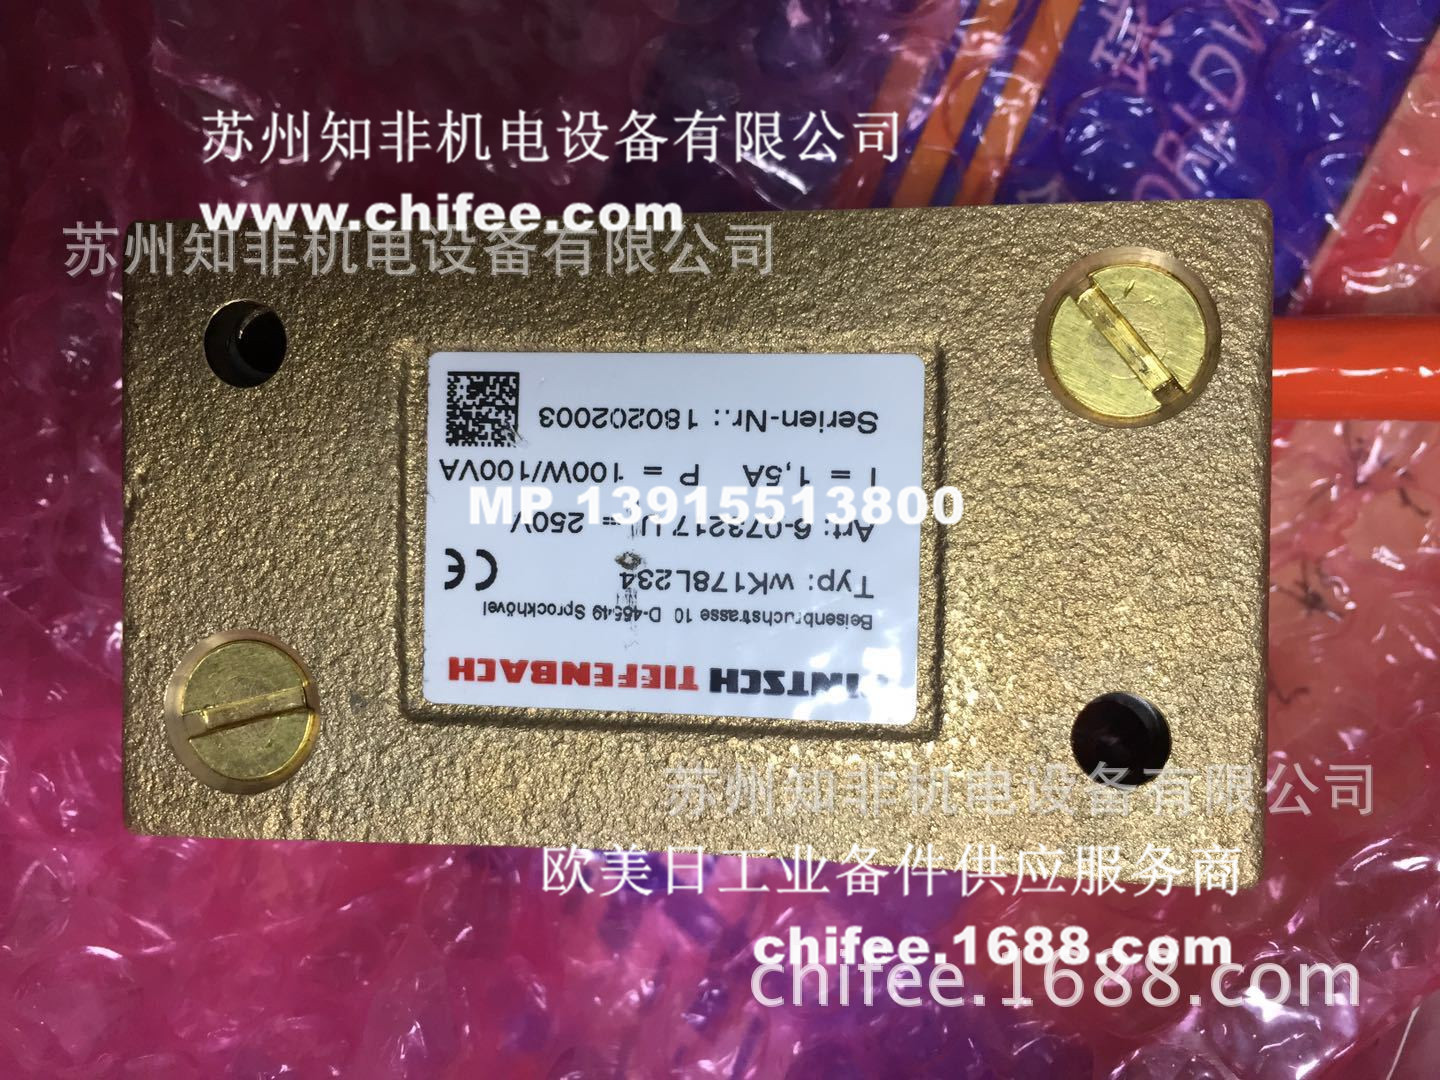 苏州知非机电设备有限公司
www.chifee.com
苏州知非机电设备有限公司
TIEFENBACH
Beisenbruchstrasse 10 D-45549 Sprockhövel
Typ: wK178L234
CE
Art: 6-073217 U = 250V
MP 13915513800
I = 1,5A P = 100W/100VA
Serien-Nr.: 180202003
苏州知非机电设备有限公司
欧美日工业备件供应服务商
chifee.1688.com
chifee.1688.com